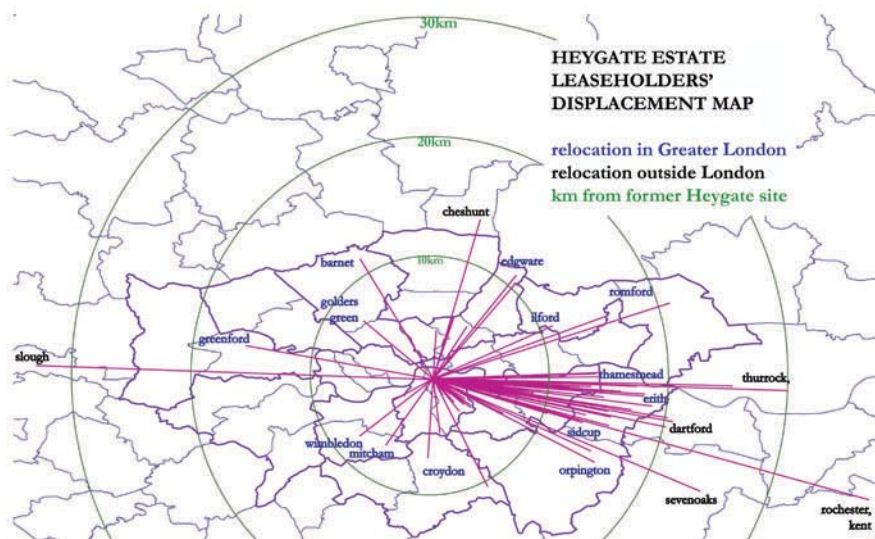 30km
HEYGATE ESTATE
LEASEHOLDERS'
DISPLACEMENT MAP
20km
relocation in Greater London
relocation outside London
km from former Heygate site
cheshunt
barnet
10km
edgware
golders
green
romford
ilford
greenford
slough
thamesmead
thurrock,
erith
dartford
sidcup
wimbledon
mitcham
croydon
orpington
sevenoaks
rochester,
kent